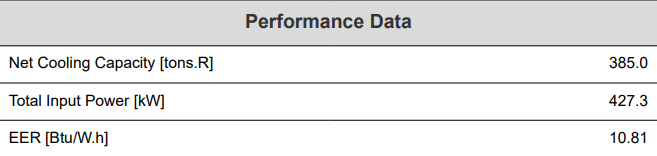 Performance Data
Net Cooling Capacity [tons.R] 385.0
Total Input Power [kW] 427.3
EER [Btu/W.h] 10.81